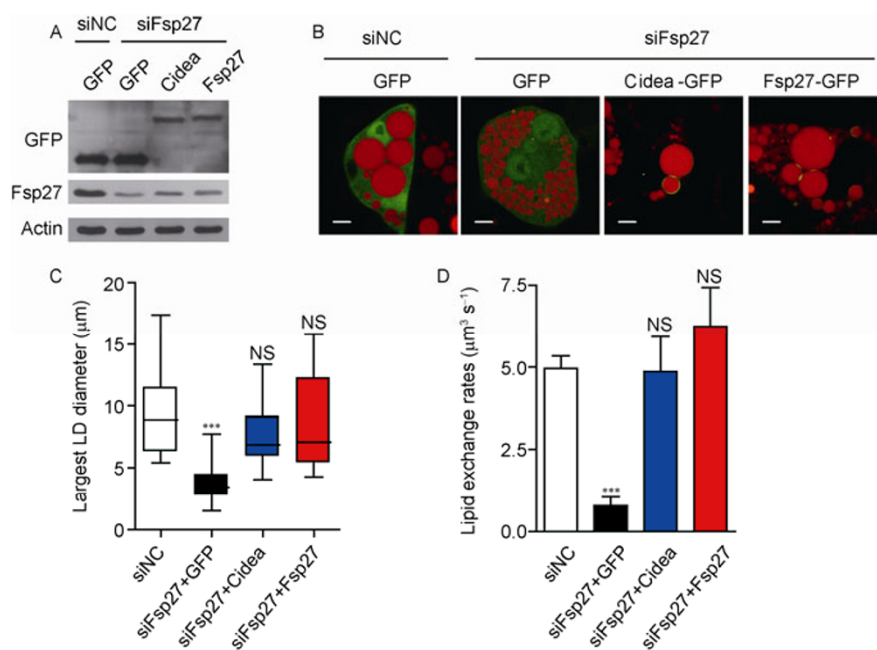 A
siNC siFsp27
GFP GFP Cidea Fsp27
GFP
Fsp27
Actin
B
siNC siFsp27
GFP GFP Cidea-GFP Fsp27-GFP
C
Largest LD diameter (μm)
20
15
10
5
0
***
NS
NS
siNC
siFsp27+GFP
siFsp27+Cidea
siFsp27+Fsp27
D
Lipid exchange rates (μm³ s⁻¹)
7.5
5.0
2.5
0.0
***
NS
NS
siNC
siFsp27+GFP
siFsp27+Cidea
siFsp27+Fsp27